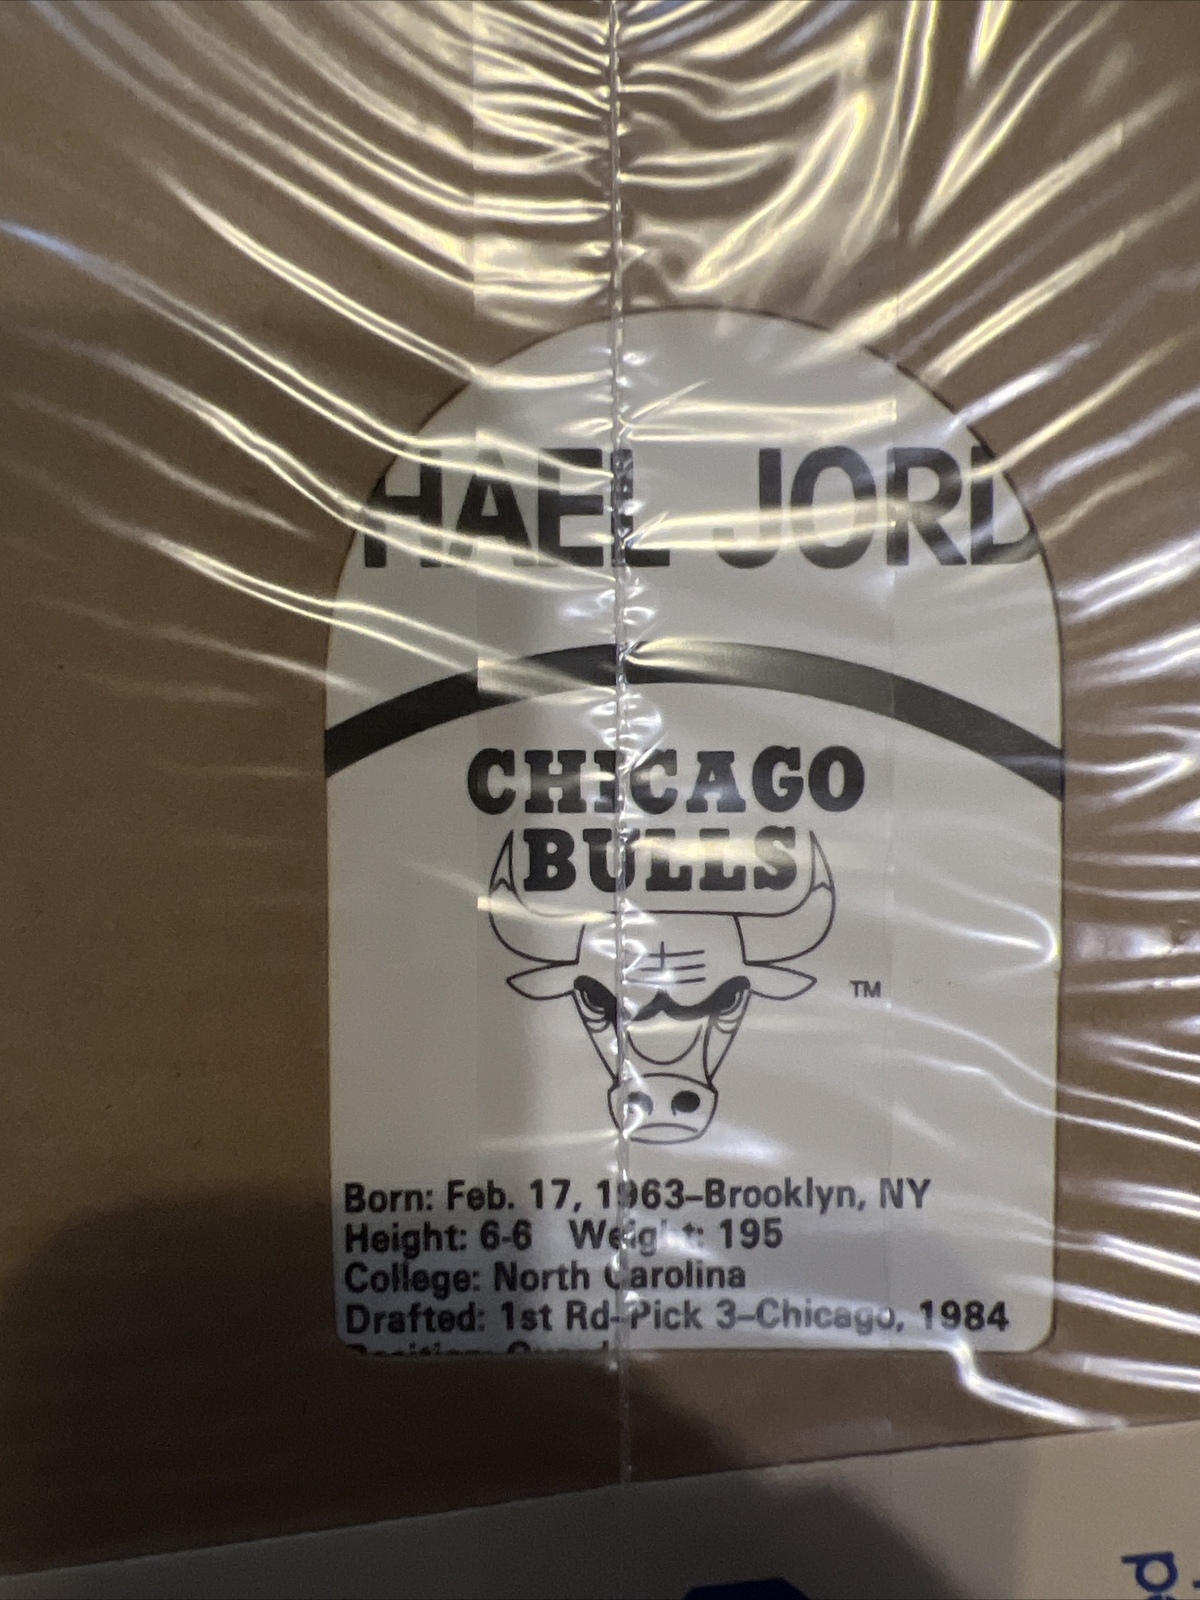 HAEL JORD
CHICAGO
BULLS
TM
Born: Feb. 17, 1963–Brooklyn, NY
Height: 6-6 Weight: 195
College: North Carolina
Drafted: 1st Rd-Pick 3–Chicago, 1984